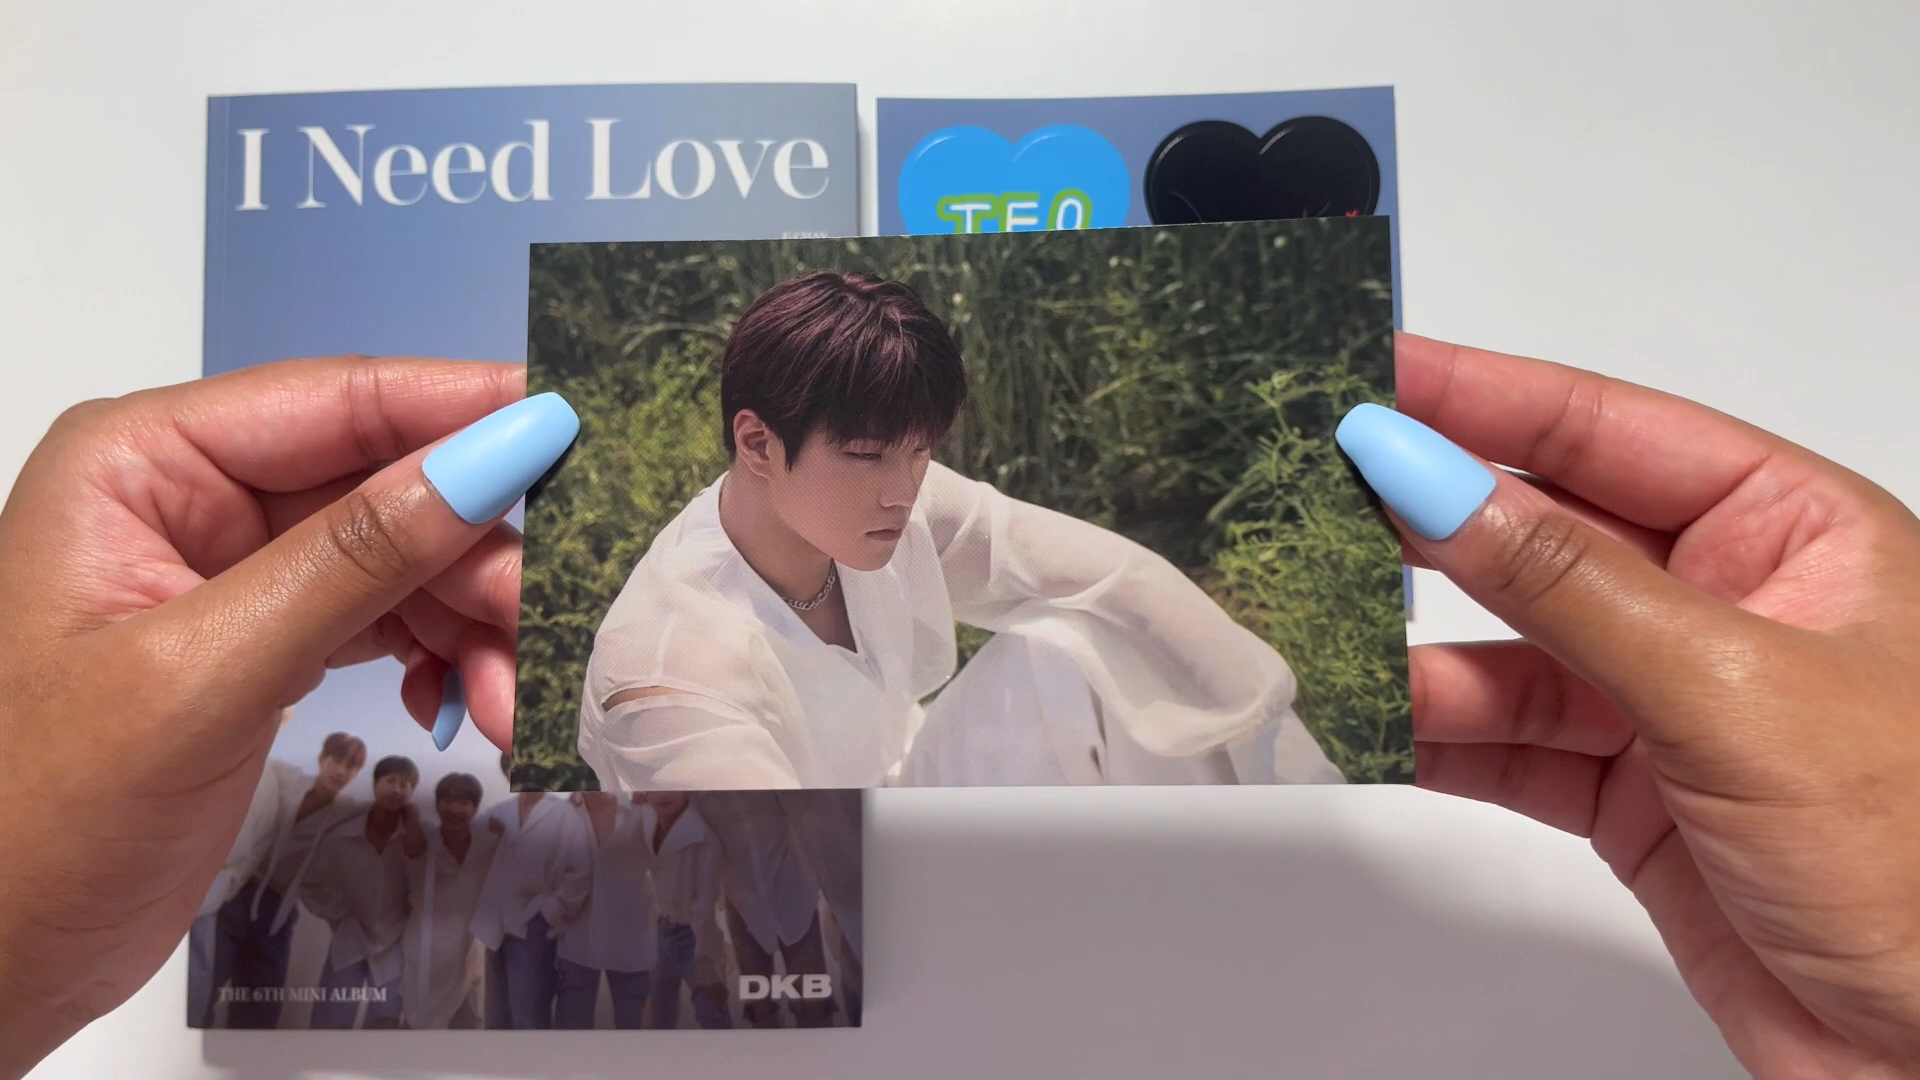 I Need Love
TEO
THE 6TH MINI ALBUM
DKB